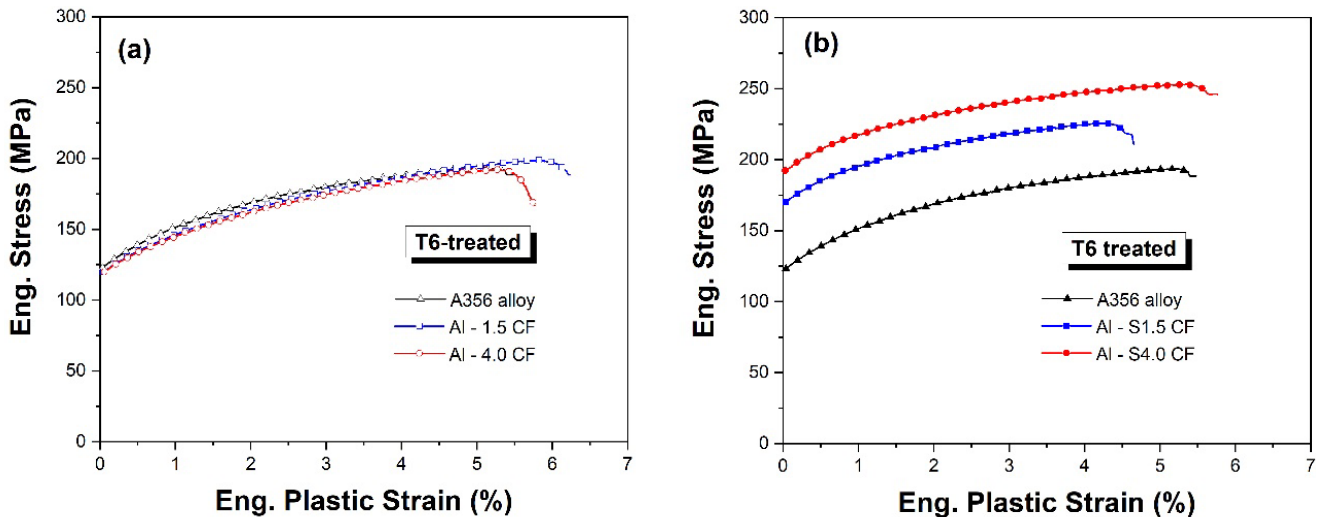 (a)
Eng. Stress (MPa)
300
250
200
150
100
50
0
T6-treated
A356 alloy
Al - 1.5 CF
Al - 4.0 CF
0 1 2 3 4 5 6 7
Eng. Plastic Strain (%)
(b)
Eng. Stress (MPa)
300
250
200
150
100
50
0
T6 treated
A356 alloy
Al - S1.5 CF
Al - S4.0 CF
0 1 2 3 4 5 6 7
Eng. Plastic Strain (%)